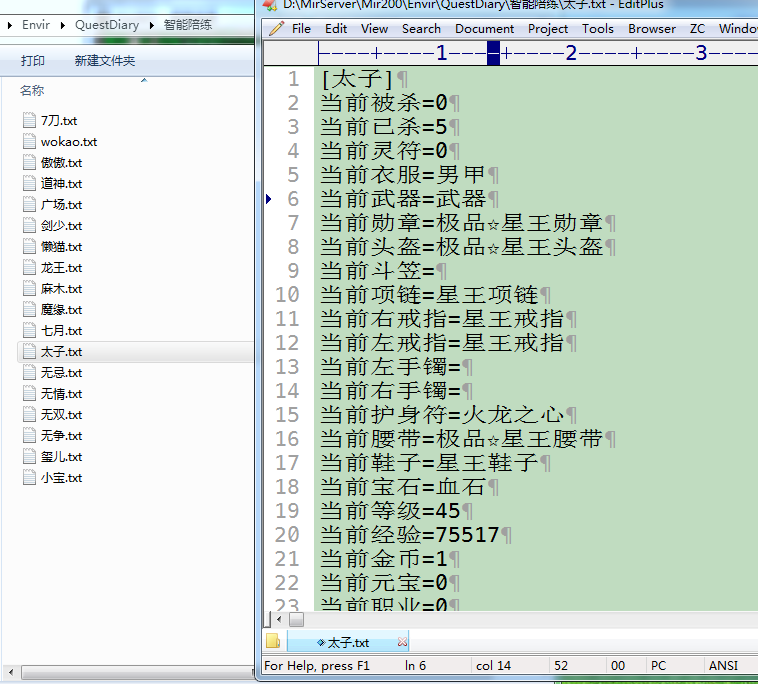 Envir QuestDiary 智能陪练
打印 新建文件夹
名称
7刀.txt
wokao.txt
傲傲.txt
道神.txt
广场.txt
剑少.txt
懒猫.txt
龙王.txt
麻木.txt
魔缘.txt
七月.txt
太子.txt
无忌.txt
无情.txt
无双.txt
无争.txt
玺儿.txt
小宝.txt
D:\MirServer\Mir200\Envir\QuestDiary\智能陪练\太子.txt - EditPlus
File Edit View Search Document Project Tools Browser ZC Windo
|----+----1----+----2----+----3----
1 [太子]¶
2 当前被杀=0¶
3 当前已杀=5¶
4 当前灵符=0¶
5 当前衣服=男甲¶
6 当前武器=武器¶
7 当前勋章=极品☆星王勋章¶
8 当前头盔=极品☆星王头盔¶
9 当前斗笠=¶
10 当前项链=星王项链¶
11 当前右戒指=星王戒指¶
12 当前左戒指=星王戒指¶
13 当前左手镯=¶
14 当前右手镯=¶
15 当前护身符=火龙之心¶
16 当前腰带=极品☆星王腰带¶
17 当前鞋子=星王鞋子¶
18 当前宝石=血石¶
19 当前等级=45¶
20 当前经验=75517¶
21 当前金币=1¶
22 当前元宝=0¶
23 当前职业=0¶
太子.txt
For Help, press F1 ln 6 col 14 52 00 PC ANSI